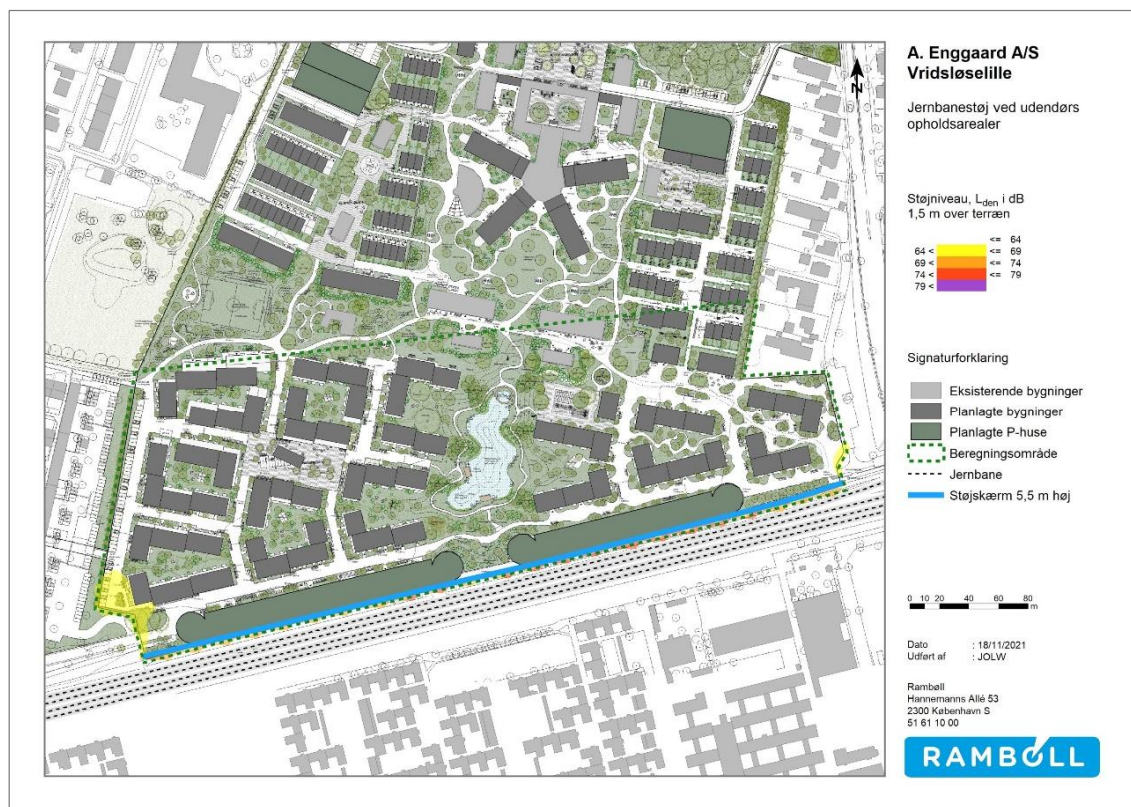 A. Enggaard A/S
Vridsløselille
N
Jernbanestøj ved udendørs
opholdsarealer
Støjniveau, Lden i dB
1,5 m over terræn
<= 64
64 < <= 69
69 < <= 74
74 < <= 79
79 <
Signaturforklaring
Eksisterende bygninger
Planlagte bygninger
Planlagte P-huse
Beregningsområde
Jernbane
Støjskærm 5,5 m høj
0 10 20 40 60 80
m
Dato : 18/11/2021
Udført af : JOLW
Rambøll
Hannemanns Allé 53
2300 København S
51 61 10 00
RAMBOLL